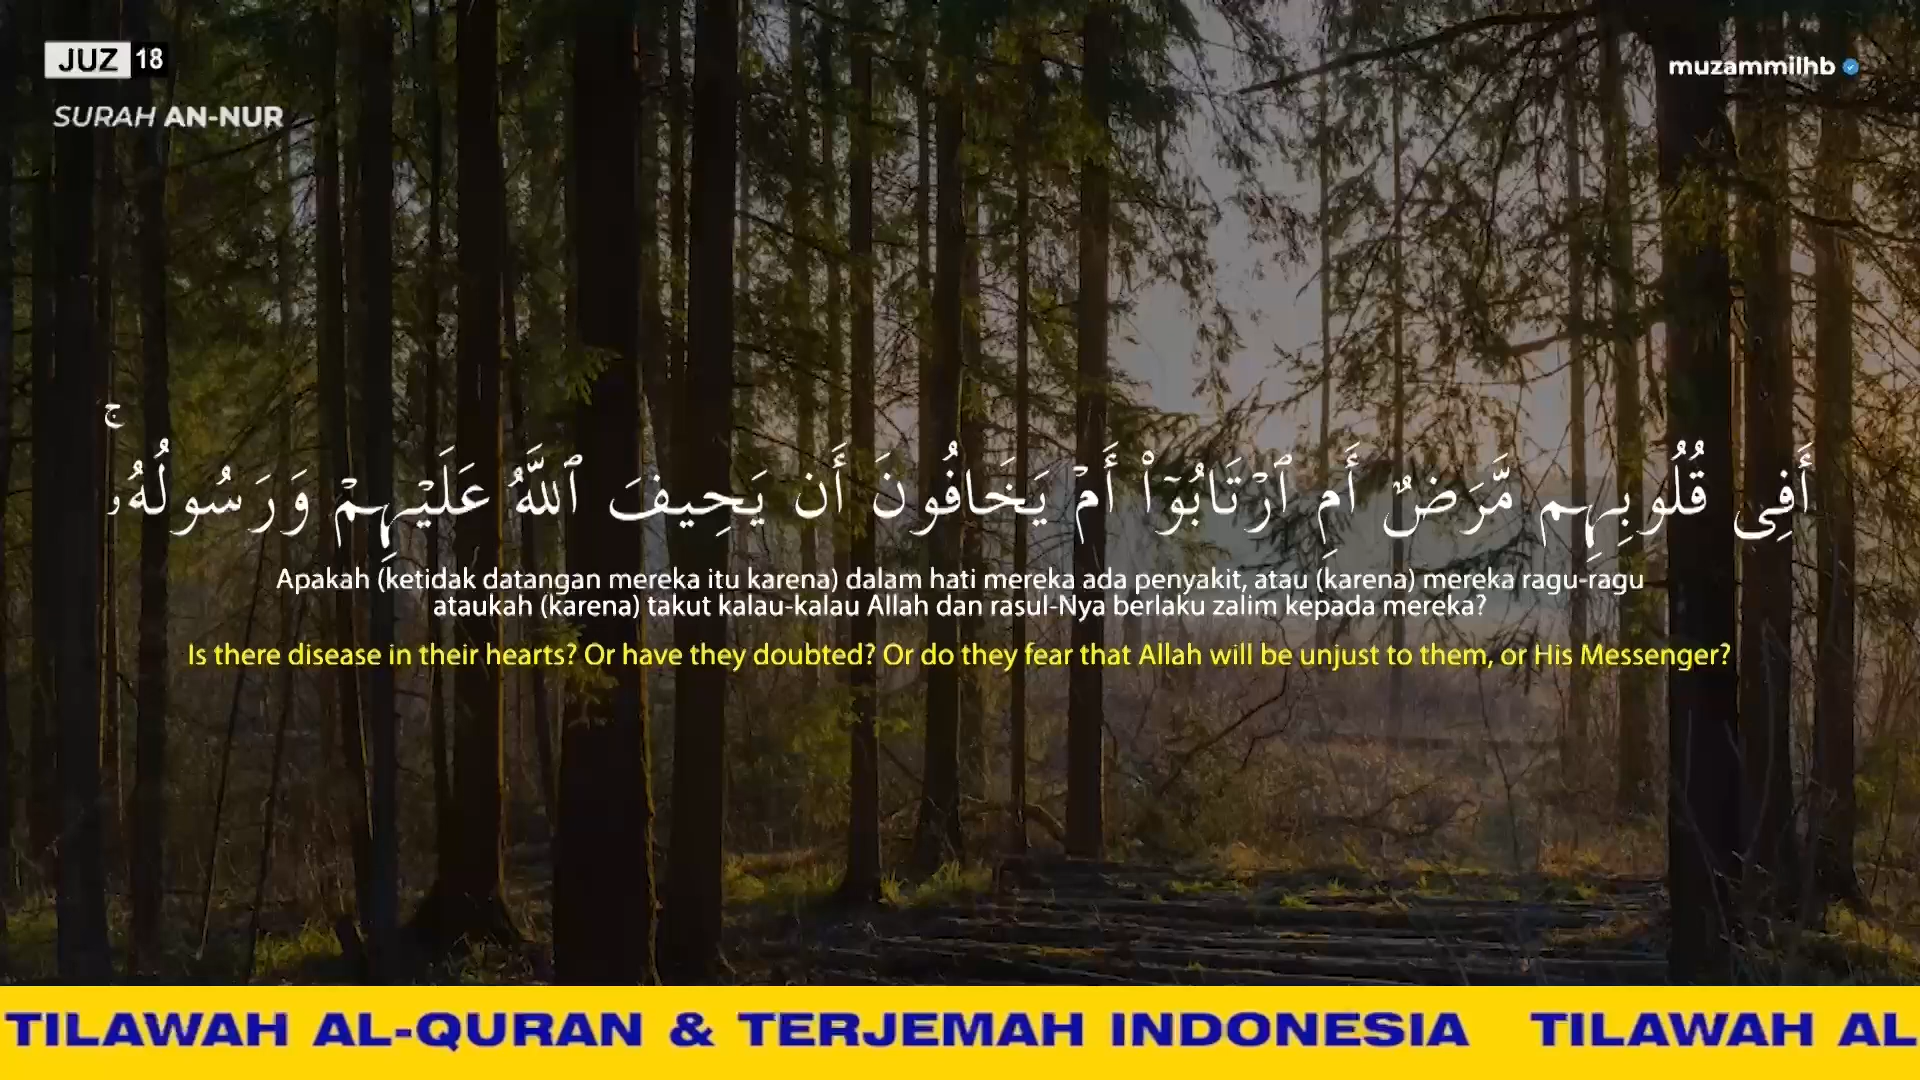 JUZ 18
muzammilhb
SURAH AN-NUR
أَفِى قُلُوبِهِم مَّرَضٌ أَمِ ٱرْتَابُوٓا۟ أَمْ يَخَافُونَ أَن يَحِيفَ ٱللَّهُ عَلَيْهِمْ وَرَسُولُهُۥ ۚ
Apakah (ketidak datangan mereka itu karena) dalam hati mereka ada penyakit, atau (karena) mereka ragu-ragu
ataukah (karena) takut kalau-kalau Allah dan rasul-Nya berlaku zalim kepada mereka?
Is there disease in their hearts? Or have they doubted? Or do they fear that Allah will be unjust to them, or His Messenger?
TILAWAH AL-QURAN & TERJEMAH INDONESIA TILAWAH AL